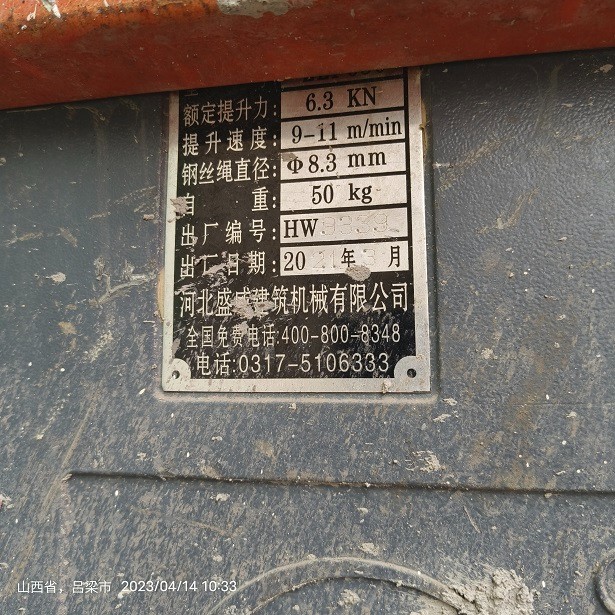 额定提升力: 6.3 KN
提升速度: 9-11 m/min
钢丝绳直径: Φ8.3 mm
自重: 50 kg
出厂编号: HW
出厂日期: 20 年 月
河北盛威建筑机械有限公司
全国免费电话:400-800-8348
电话:0317-5106333
山西省, 吕梁市 2023/04/14 10:33